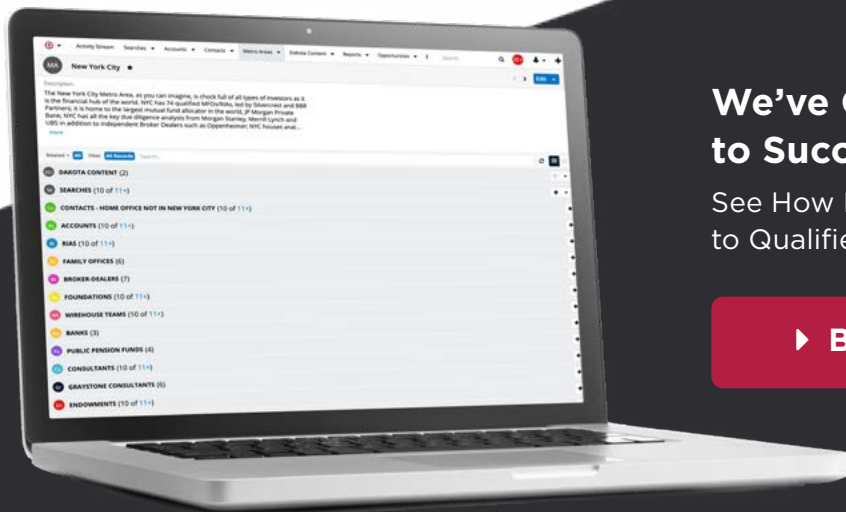 Activity Stream Searches Accounts Contacts Metro Areas Dakota Content Reports Opportunities Search
MA New York City
Edit
Description
The New York City Metro Area, as you can imagine, is chock full of all types of investors as it
is the financial hub of the world. NYC has 74 qualified MFOs/RIAs, led by Silvercrest and BBR
Partners; it is home to the largest mutual fund allocator in the world, JP Morgan Private
Bank; NYC has all the key due diligence analysts from Morgan Stanley, Merrill Lynch and
UBS in addition to independent Broker Dealers such as Oppenheimer; NYC houses anal...
more
Related All Filter All Records Search...
DAKOTA CONTENT (2)
SEARCHES (10 of 11+)
CONTACTS - HOME OFFICE NOT IN NEW YORK CITY (10 of 11+)
ACCOUNTS (10 of 11+)
RIAS (10 of 11+)
FAMILY OFFICES (6)
BROKER-DEALERS (7)
FOUNDATIONS (10 of 11+)
WIREHOUSE TEAMS (10 of 11+)
BANKS (3)
PUBLIC PENSION FUNDS (4)
CONSULTANTS (10 of 11+)
GRAYSTONE CONSULTANTS (6)
ENDOWMENTS (10 of 11+)
We've
to
See How
to